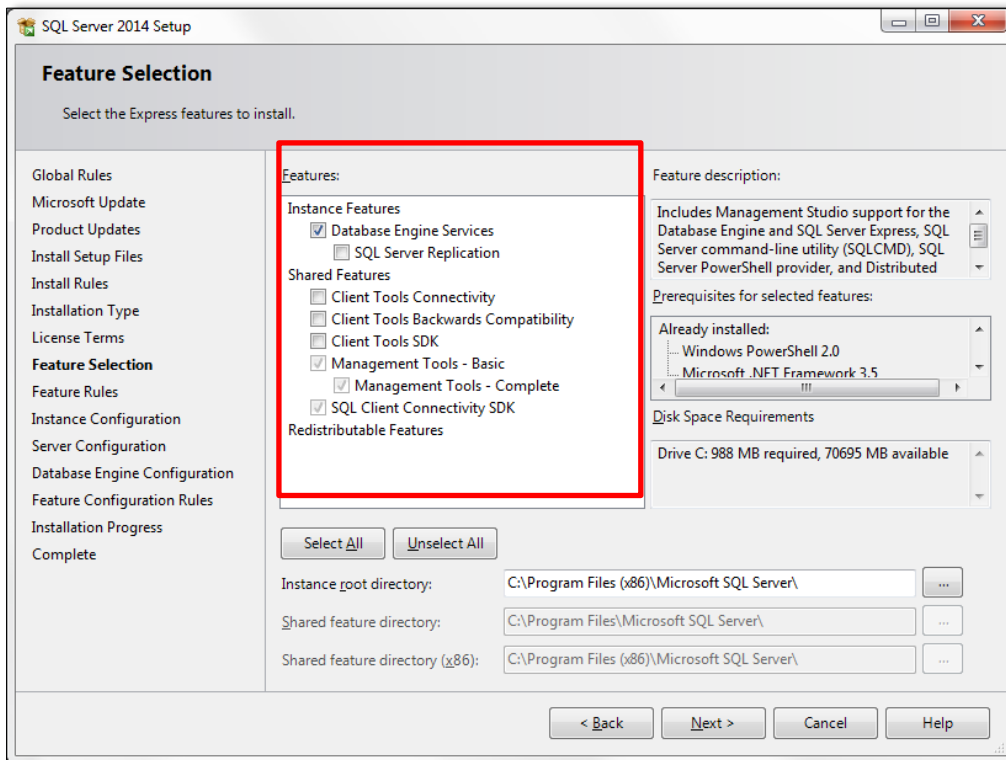 SQL Server 2014 Setup
Feature Selection
Select the Express features to install.
Global Rules
Microsoft Update
Product Updates
Install Setup Files
Install Rules
Installation Type
License Terms
Feature Selection
Feature Rules
Instance Configuration
Server Configuration
Database Engine Configuration
Feature Configuration Rules
Installation Progress
Complete
Features:
Instance Features
Database Engine Services
SQL Server Replication
Shared Features
Client Tools Connectivity
Client Tools Backwards Compatibility
Client Tools SDK
Management Tools - Basic
Management Tools - Complete
SQL Client Connectivity SDK
Redistributable Features
Feature description:
Includes Management Studio support for the
Database Engine and SQL Server Express, SQL
Server command-line utility (SQLCMD), SQL
Server PowerShell provider, and Distributed
Prerequisites for selected features:
Already installed:
Windows PowerShell 2.0
Microsoft .NET Framework 3.5
Disk Space Requirements
Drive C: 988 MB required, 70695 MB available
Select All
Unselect All
Instance root directory:
C:\Program Files (x86)\Microsoft SQL Server\
...
Shared feature directory:
C:\Program Files\Microsoft SQL Server\
...
Shared feature directory (x86):
C:\Program Files (x86)\Microsoft SQL Server\
...
< Back
Next >
Cancel
Help